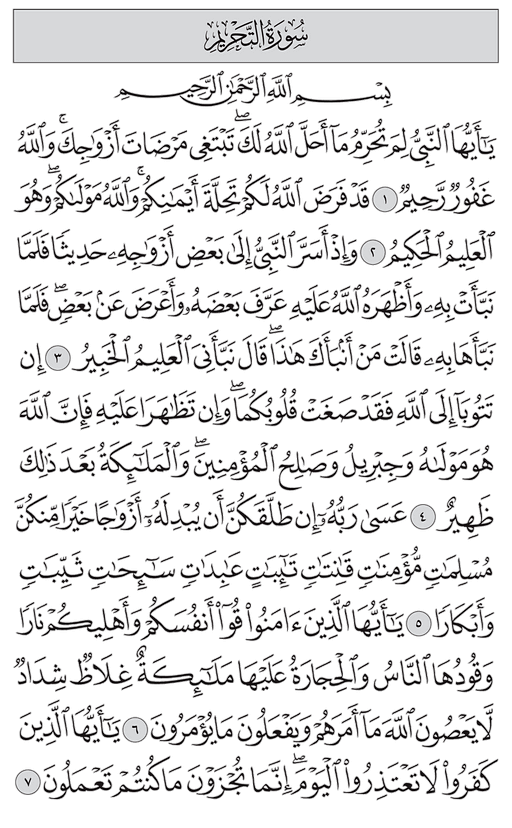 سُورَةُ التَّحْرِيمِ
بِسْمِ ٱللَّهِ ٱلرَّحْمَٰنِ ٱلرَّحِيمِ
يَٰٓأَيُّهَا ٱلنَّبِيُّ لِمَ تُحَرِّمُ مَآ أَحَلَّ ٱللَّهُ لَكَۖ تَبْتَغِى مَرْضَاتَ أَزْوَٰجِكَۚ وَٱللَّهُ
غَفُورٌ رَّحِيمٌ ١ قَدْ فَرَضَ ٱللَّهُ لَكُمْ تَحِلَّةَ أَيْمَٰنِكُمْۚ وَٱللَّهُ مَوْلَىٰكُمْۖ وَهُوَ
ٱلْعَلِيمُ ٱلْحَكِيمُ ٢ وَإِذْ أَسَرَّ ٱلنَّبِيُّ إِلَىٰ بَعْضِ أَزْوَٰجِهِۦ حَدِيثًا فَلَمَّا
نَبَّأَتْ بِهِۦ وَأَظْهَرَهُ ٱللَّهُ عَلَيْهِ عَرَّفَ بَعْضَهُۥ وَأَعْرَضَ عَنۢ بَعْضٍۖ فَلَمَّا
نَبَّأَهَا بِهِۦ قَالَتْ مَنْ أَنۢبَأَكَ هَٰذَاۖ قَالَ نَبَّأَنِىَ ٱلْعَلِيمُ ٱلْخَبِيرُ ٣ إِن
تَتُوبَآ إِلَى ٱللَّهِ فَقَدْ صَغَتْ قُلُوبُكُمَاۖ وَإِن تَظَٰهَرَا عَلَيْهِ فَإِنَّ ٱللَّهَ
هُوَ مَوْلَىٰهُ وَجِبْرِيلُ وَصَٰلِحُ ٱلْمُؤْمِنِينَۖ وَٱلْمَلَٰٓئِكَةُ بَعْدَ ذَٰلِكَ
ظَهِيرٌ ٤ عَسَىٰ رَبُّهُۥٓ إِن طَلَّقَكُنَّ أَن يُبْدِلَهُۥٓ أَزْوَٰجًا خَيْرًا مِّنكُنَّ
مُسْلِمَٰتٍ مُّؤْمِنَٰتٍ قَٰنِتَٰتٍ تَٰٓئِبَٰتٍ عَٰبِدَٰتٍ سَٰٓئِحَٰتٍ ثَيِّبَٰتٍ
وَأَبْكَارًا ٥ يَٰٓأَيُّهَا ٱلَّذِينَ ءَامَنُوا۟ قُوٓا۟ أَنفُسَكُمْ وَأَهْلِيكُمْ نَارًا
وَقُودُهَا ٱلنَّاسُ وَٱلْحِجَارَةُ عَلَيْهَا مَلَٰٓئِكَةٌ غِلَاظٌ شِدَادٌ
لَّا يَعْصُونَ ٱللَّهَ مَآ أَمَرَهُمْ وَيَفْعَلُونَ مَا يُؤْمَرُونَ ٦ يَٰٓأَيُّهَا ٱلَّذِينَ
كَفَرُوا۟ لَا تَعْتَذِرُوا۟ ٱلْيَوْمَۖ إِنَّمَا تُجْزَوْنَ مَا كُنتُمْ تَعْمَلُونَ ٧